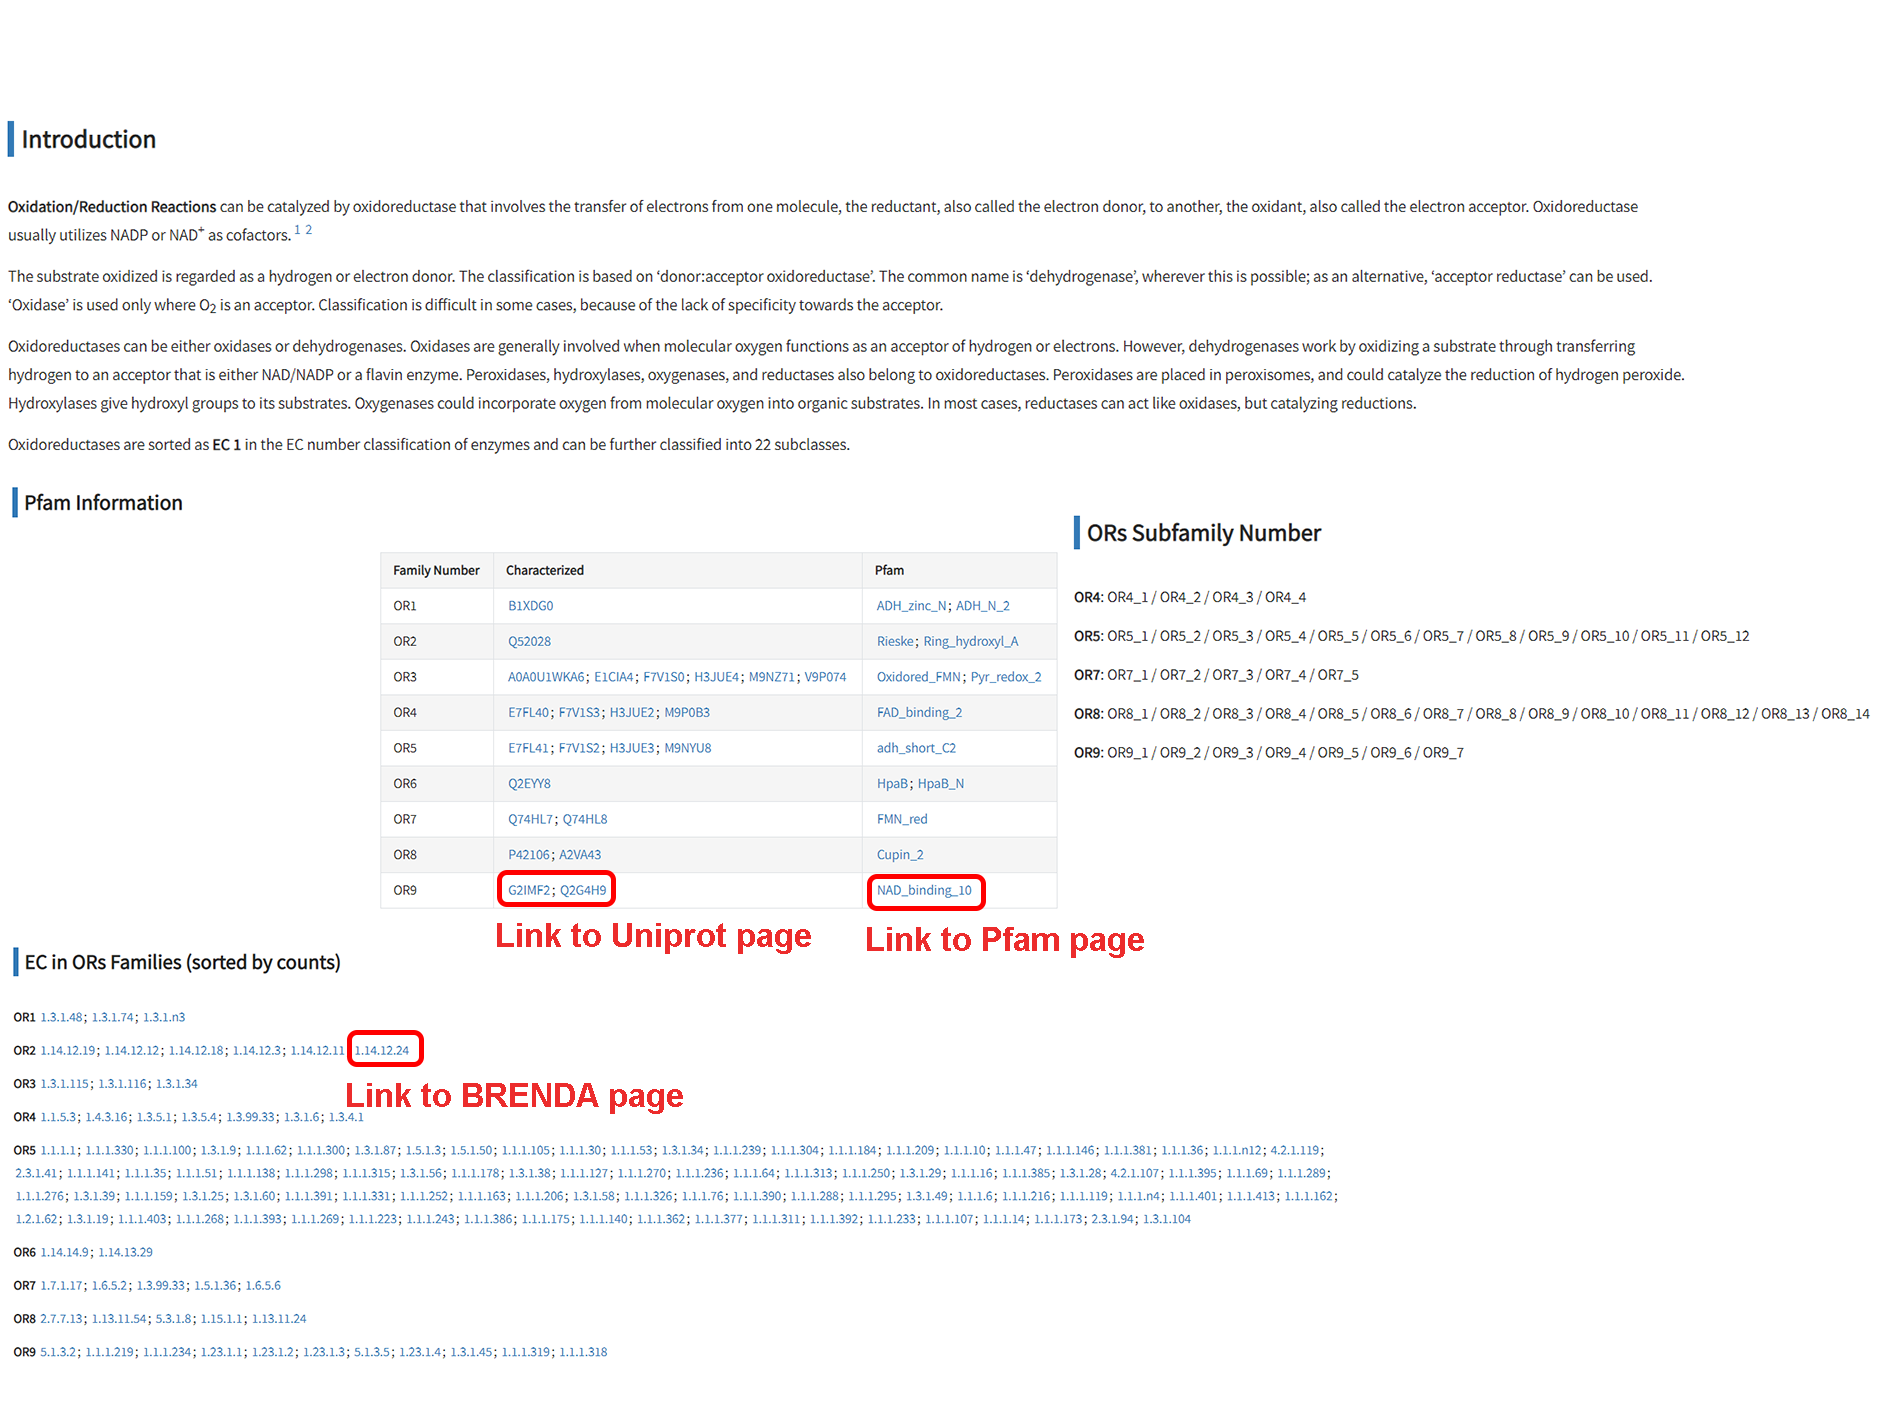 Introduction
Oxidation/Reduction Reactions can be catalyzed by oxidoreductase that involves the transfer of electrons from one molecule, the reductant, also called the electron donor, to another, the oxidant, also called the electron acceptor. Oxidoreductase
usually utilizes NADP or NAD+ as cofactors. 1 2
The substrate oxidized is regarded as a hydrogen or electron donor. The classification is based on ‘donor:acceptor oxidoreductase’. The common name is ‘dehydrogenase’, wherever this is possible; as an alternative, ‘acceptor reductase’ can be used.
‘Oxidase’ is used only where O2 is an acceptor. Classification is difficult in some cases, because of the lack of specificity towards the acceptor.
Oxidoreductases can be either oxidases or dehydrogenases. Oxidases are generally involved when molecular oxygen functions as an acceptor of hydrogen or electrons. However, dehydrogenases work by oxidizing a substrate through transferring
hydrogen to an acceptor that is either NAD/NADP or a flavin enzyme. Peroxidases, hydroxylases, oxygenases, and reductases also belong to oxidoreductases. Peroxidases are placed in peroxisomes, and could catalyze the reduction of hydrogen peroxide.
Hydroxylases give hydroxyl groups to its substrates. Oxygenases could incorporate oxygen from molecular oxygen into organic substrates. In most cases, reductases can act like oxidases, but catalyzing reductions.
Oxidoreductases are sorted as EC 1 in the EC number classification of enzymes and can be further classified into 22 subclasses.
Pfam Information
Family Number Characterized Pfam
OR1 B1XDG0 ADH_zinc_N; ADH_N_2
OR2 Q52028 Rieske; Ring_hydroxyl_A
OR3 A0A0U1WKA6; E1CIA4; F7V1S0; H3JUE4; M9NZ71; V9P074 Oxidored_FMN; Pyr_redox_2
OR4 E7FL40; F7V1S3; H3JUE2; M9P0B3 FAD_binding_2
OR5 E7FL41; F7V1S2; H3JUE3; M9NYU8 adh_short_C2
OR6 Q2EYY8 HpaB; HpaB_N
OR7 Q74HL7; Q74HL8 FMN_red
OR8 P42106; A2VA43 Cupin_2
OR9 G2IMF2; Q2G4H9 NAD_binding_10
Link to Uniprot page
Link to Pfam page
ORs Subfamily Number
OR4: OR4_1 / OR4_2 / OR4_3 / OR4_4
OR5: OR5_1 / OR5_2 / OR5_3 / OR5_4 / OR5_5 / OR5_6 / OR5_7 / OR5_8 / OR5_9 / OR5_10 / OR5_11 / OR5_12
OR7: OR7_1 / OR7_2 / OR7_3 / OR7_4 / OR7_5
OR8: OR8_1 / OR8_2 / OR8_3 / OR8_4 / OR8_5 / OR8_6 / OR8_7 / OR8_8 / OR8_9 / OR8_10 / OR8_11 / OR8_12 / OR8_13 / OR8_14
OR9: OR9_1 / OR9_2 / OR9_3 / OR9_4 / OR9_5 / OR9_6 / OR9_7
EC in ORs Families (sorted by counts)
OR1 1.3.1.48; 1.3.1.74; 1.3.1.n3
OR2 1.14.12.19; 1.14.12.12; 1.14.12.18; 1.14.12.3; 1.14.12.11 1.14.12.24
Link to BRENDA page
OR3 1.3.1.115; 1.3.1.116; 1.3.1.34
OR4 1.1.5.3; 1.4.3.16; 1.3.5.1; 1.3.5.4; 1.3.99.33; 1.3.1.6; 1.3.4.1
OR5 1.1.1.1; 1.1.1.330; 1.1.1.100; 1.3.1.9; 1.1.1.62; 1.1.1.300; 1.3.1.87; 1.5.1.3; 1.5.1.50; 1.1.1.105; 1.1.1.30; 1.1.1.53; 1.3.1.34; 1.1.1.239; 1.1.1.304; 1.1.1.184; 1.1.1.209; 1.1.1.10; 1.1.1.47; 1.1.1.146; 1.1.1.381; 1.1.1.36; 1.1.1.n12; 4.2.1.119;
2.3.1.41; 1.1.1.141; 1.1.1.35; 1.1.1.51; 1.1.1.138; 1.1.1.298; 1.1.1.315; 1.3.1.56; 1.1.1.178; 1.3.1.38; 1.1.1.127; 1.1.1.270; 1.1.1.236; 1.1.1.64; 1.1.1.313; 1.1.1.250; 1.3.1.29; 1.1.1.16; 1.1.1.385; 1.3.1.28; 4.2.1.107; 1.1.1.395; 1.1.1.69; 1.1.1.289;
1.1.1.276; 1.3.1.39; 1.1.1.159; 1.3.1.25; 1.3.1.60; 1.1.1.391; 1.1.1.331; 1.1.1.252; 1.1.1.163; 1.1.1.206; 1.3.1.58; 1.1.1.326; 1.1.1.76; 1.1.1.390; 1.1.1.288; 1.1.1.295; 1.3.1.49; 1.1.1.6; 1.1.1.216; 1.1.1.119; 1.1.1.n4; 1.1.1.401; 1.1.1.413; 1.1.1.162;
1.2.1.62; 1.3.1.19; 1.1.1.403; 1.1.1.268; 1.1.1.393; 1.1.1.269; 1.1.1.223; 1.1.1.243; 1.1.1.386; 1.1.1.175; 1.1.1.140; 1.1.1.362; 1.1.1.377; 1.1.1.311; 1.1.1.392; 1.1.1.233; 1.1.1.107; 1.1.1.14; 1.1.1.173; 2.3.1.94; 1.3.1.104
OR6 1.14.14.9; 1.14.13.29
OR7 1.7.1.17; 1.6.5.2; 1.3.99.33; 1.5.1.36; 1.6.5.6
OR8 2.7.7.13; 1.13.11.54; 5.3.1.8; 1.15.1.1; 1.13.11.24
OR9 5.1.3.2; 1.1.1.219; 1.1.1.234; 1.23.1.1; 1.23.1.2; 1.23.1.3; 5.1.3.5; 1.23.1.4; 1.3.1.45; 1.1.1.319; 1.1.1.318